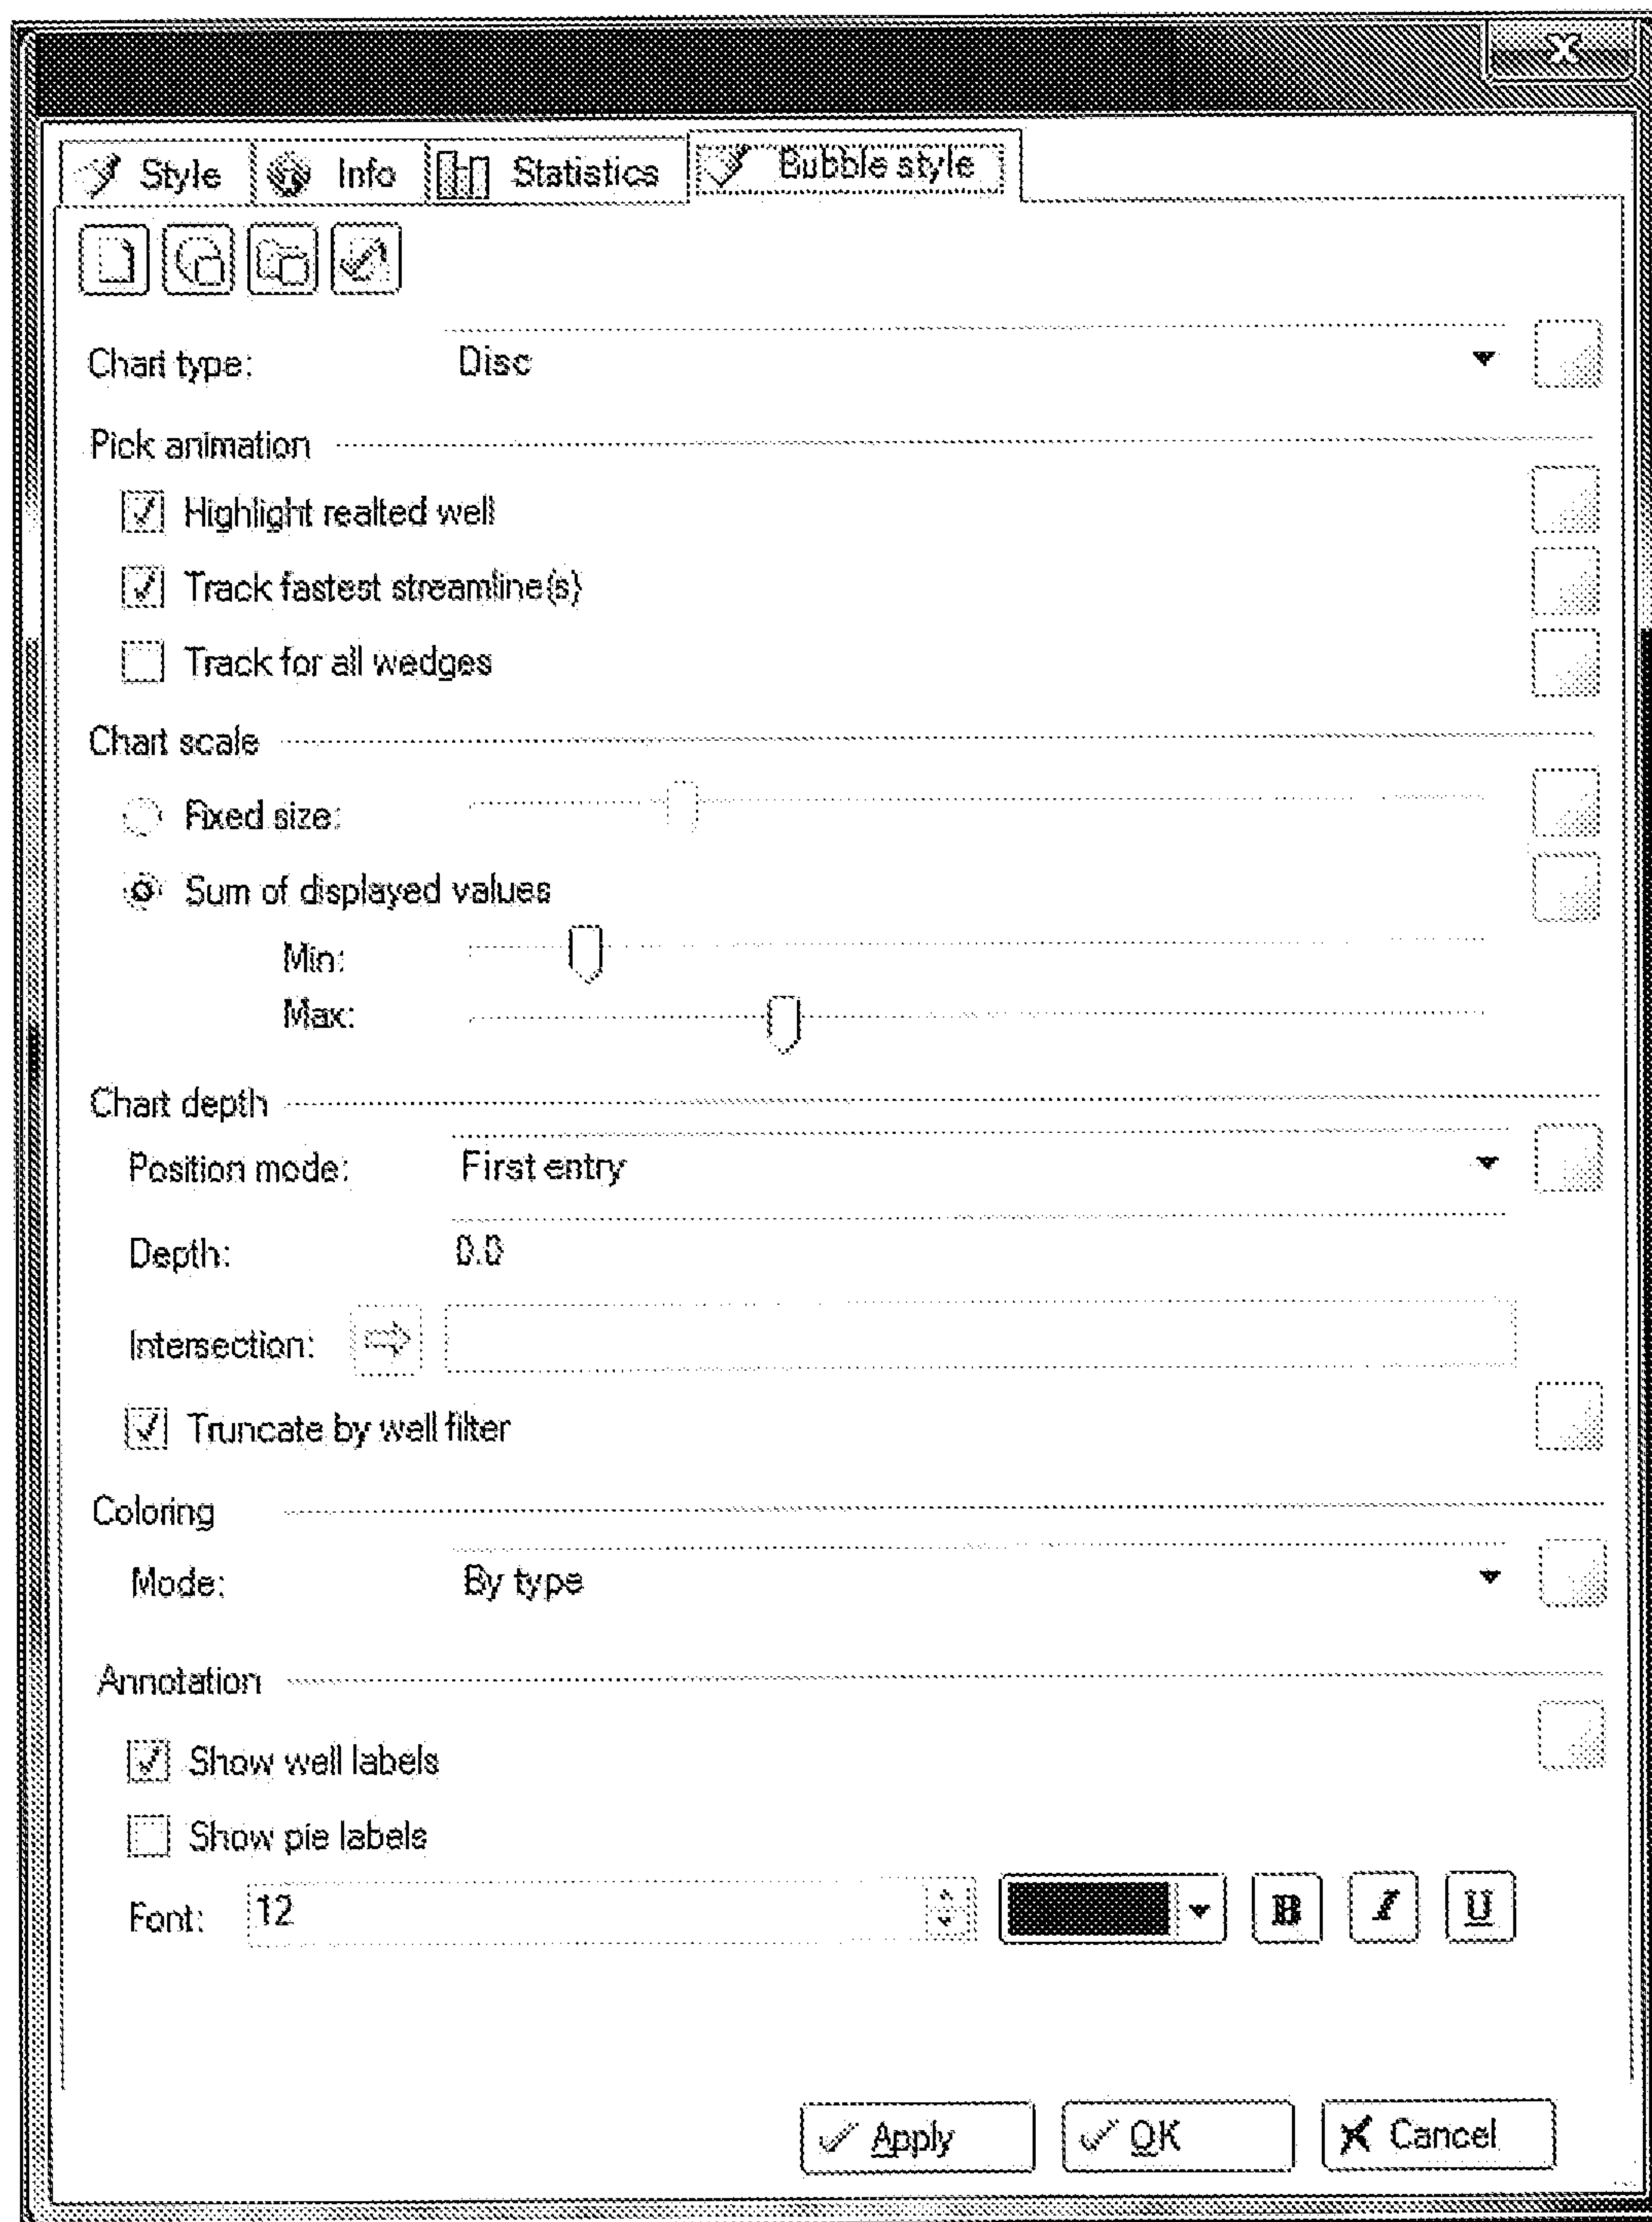 Style Info Statistics Bubble style
Chart type: Disc
Pick animation
Highlight realted well
Track fastest streamline(s)
Track for all wedges
Chart scale
Fixed size:
Sum of displayed values
Min:
Max:
Chart depth
Position mode: First entry
Depth: 0.0
Intersection:
Truncate by well filter
Coloring
Mode: By type
Annotation
Show well labels
Show pie labels
Font: 12 B I U
Apply OK Cancel